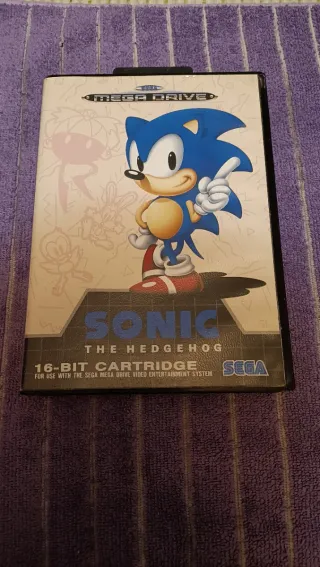 MEGA DRIVE
SONIC
THE HEDGEHOG
16-BIT CARTRIDGE
FOR USE WITH THE SEGA MEGA DRIVE VIDEO ENTERTAINMENT SYSTEM
SEGA